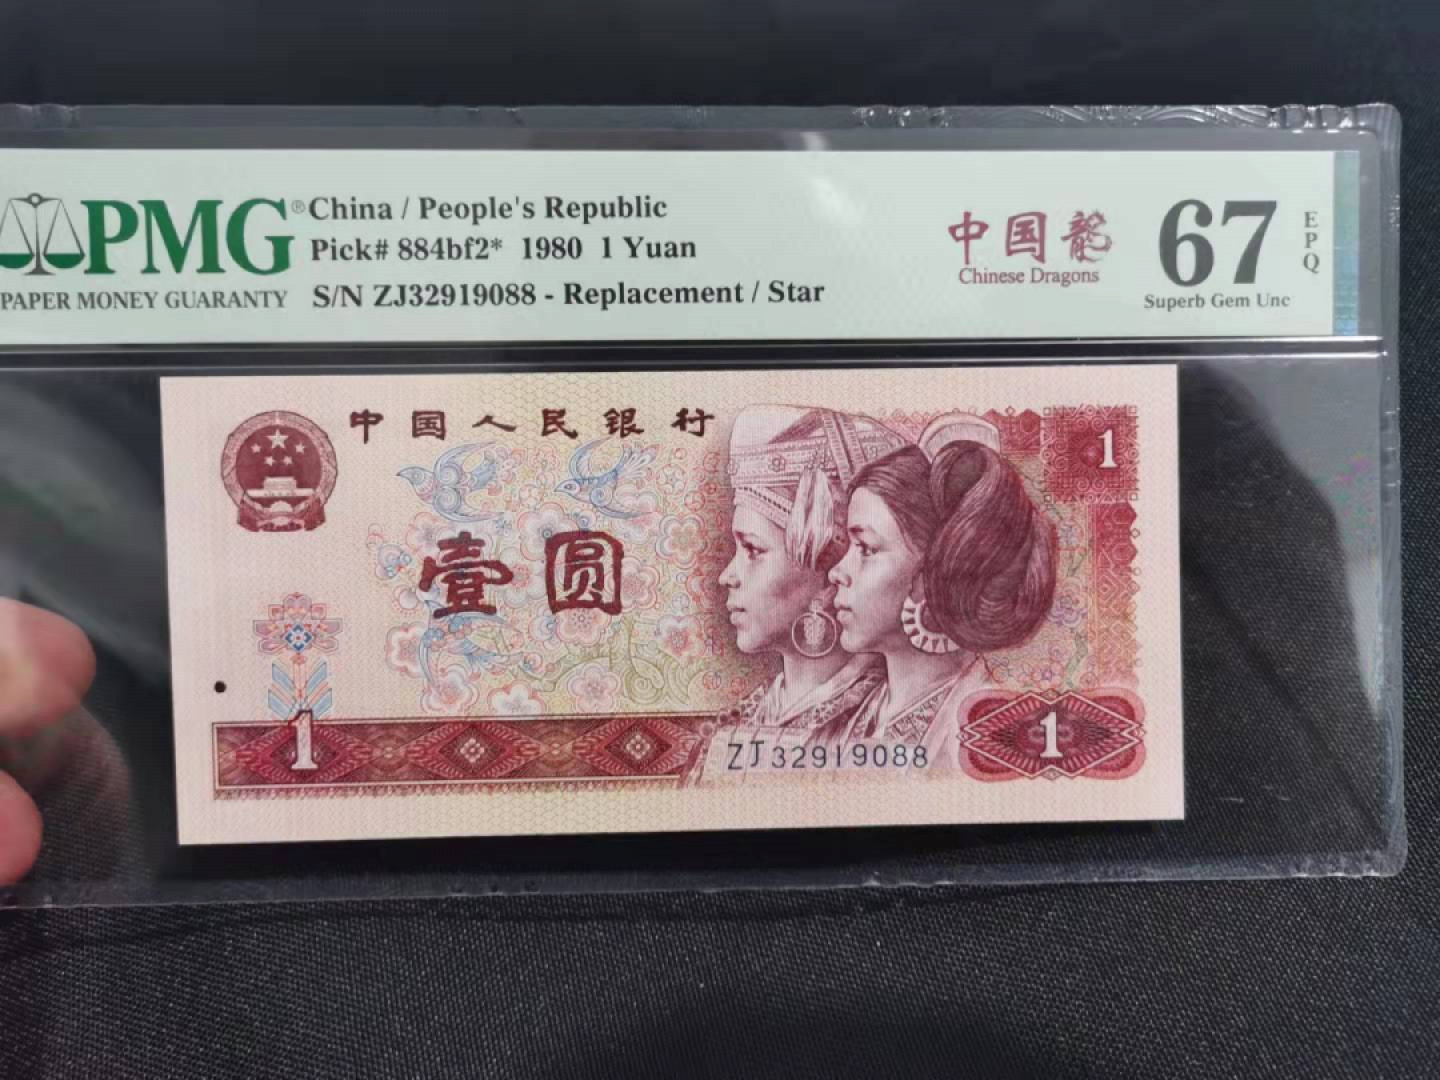 PMG®
PAPER MONEY GUARANTY
China / People's Republic
Pick# 884bf2* 1980 1 Yuan
S/N ZJ32919088 - Replacement / Star
中国龍
Chinese Dragons
67
EPQ
Superb Gem Unc
中国人民银行
1
壹圆
1
ZJ32919088
1